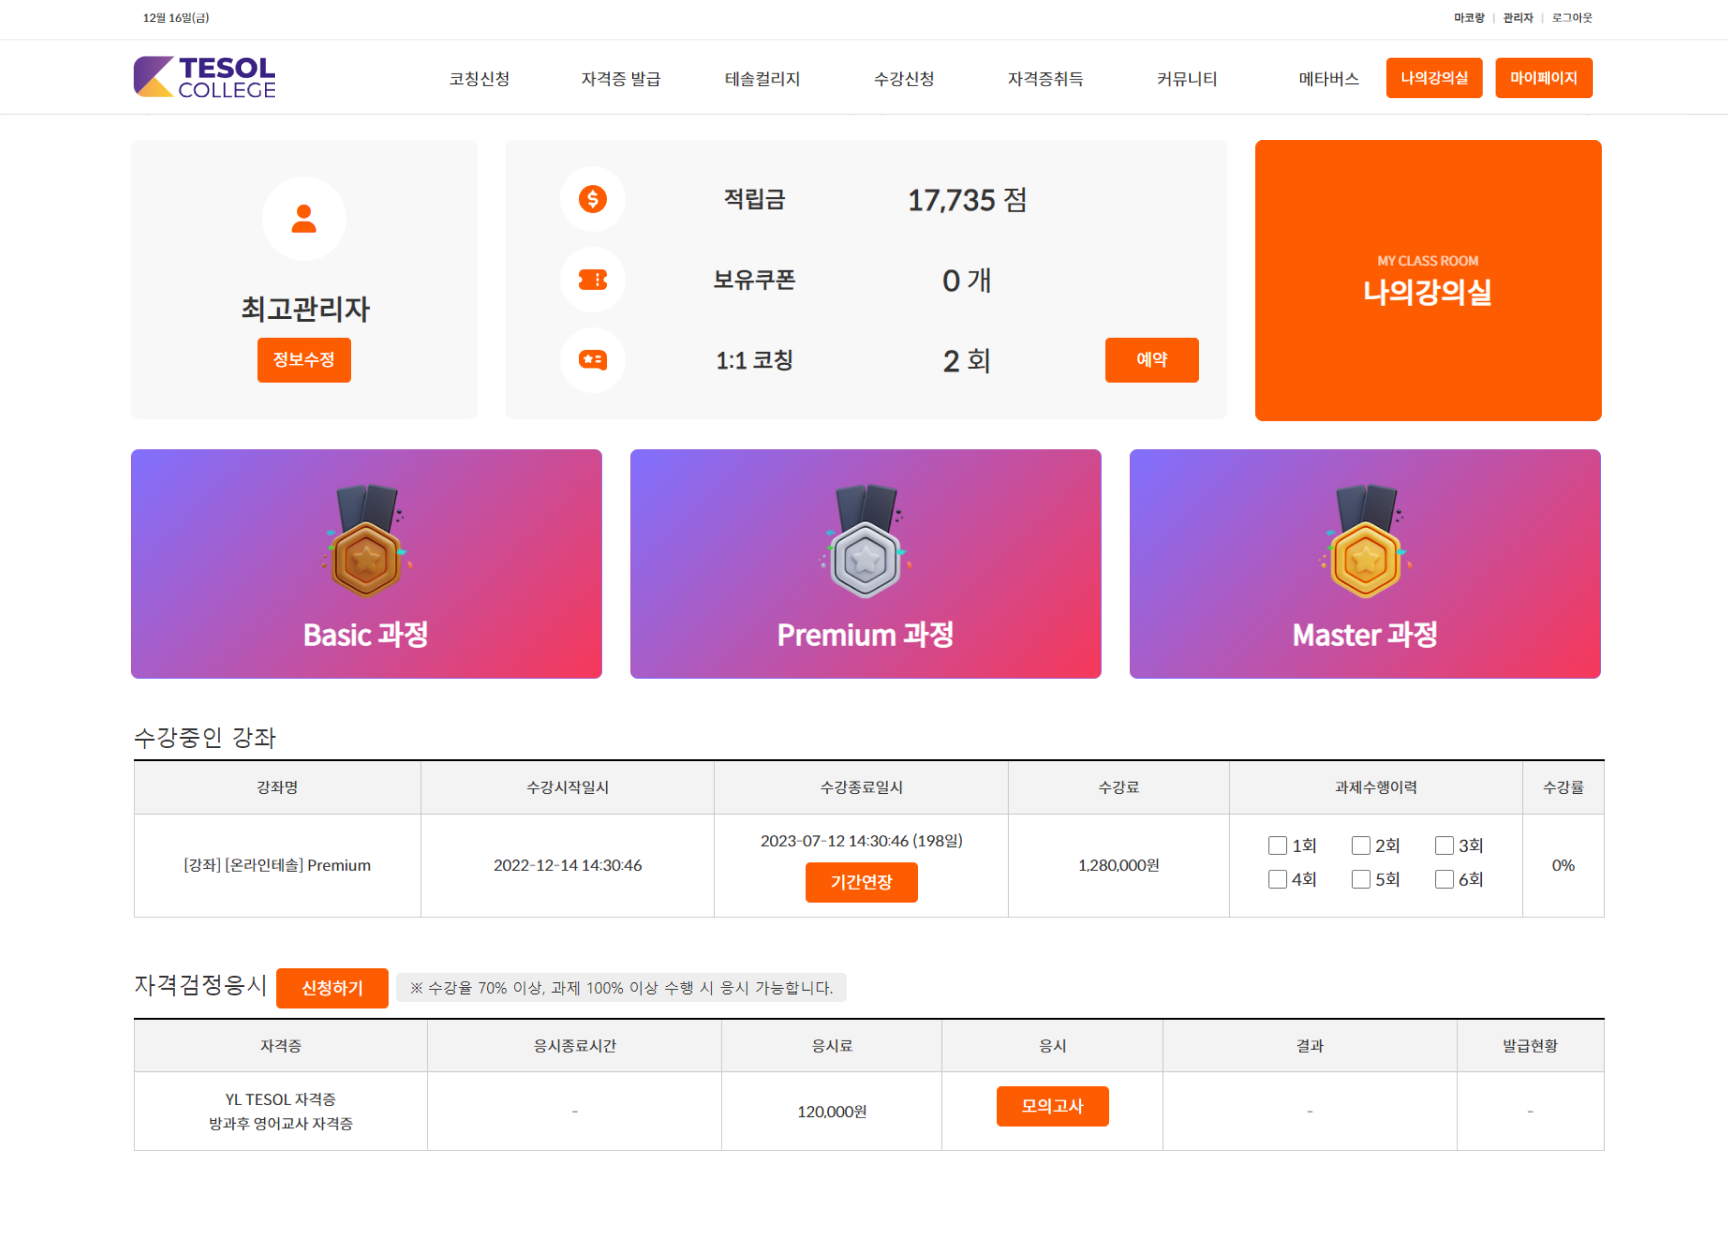 12월 16일(금)
마코랑 | 관리자 | 로그아웃
TESOL
COLLEGE
코칭신청 자격증 발급 테솔컬리지 수강신청 자격증취득 커뮤니티 메타버스 나의강의실 마이페이지
최고관리자
정보수정
적립금 17,735 점
보유쿠폰 0 개
1:1 코칭 2 회 예약
MY CLASS ROOM
나의강의실
Basic 과정
Premium 과정
Master 과정
수강중인 강좌
강좌명 수강시작일시 수강종료일시 수강료 과제수행이력 수강률
[강좌] [온라인테솔] Premium 2022-12-14 14:30:46 2023-07-12 14:30:46 (198일) 1,280,000원 0%
기간연장
1회 2회 3회
4회 5회 6회
자격검정응시 신청하기 ※ 수강율 70% 이상, 과제 100% 이상 수행 시 응시 가능합니다.
자격증 응시종료시간 응시료 응시 결과 발급현황
YL TESOL 자격증
방과후 영어교사 자격증
- 120,000원 모의고사 - -